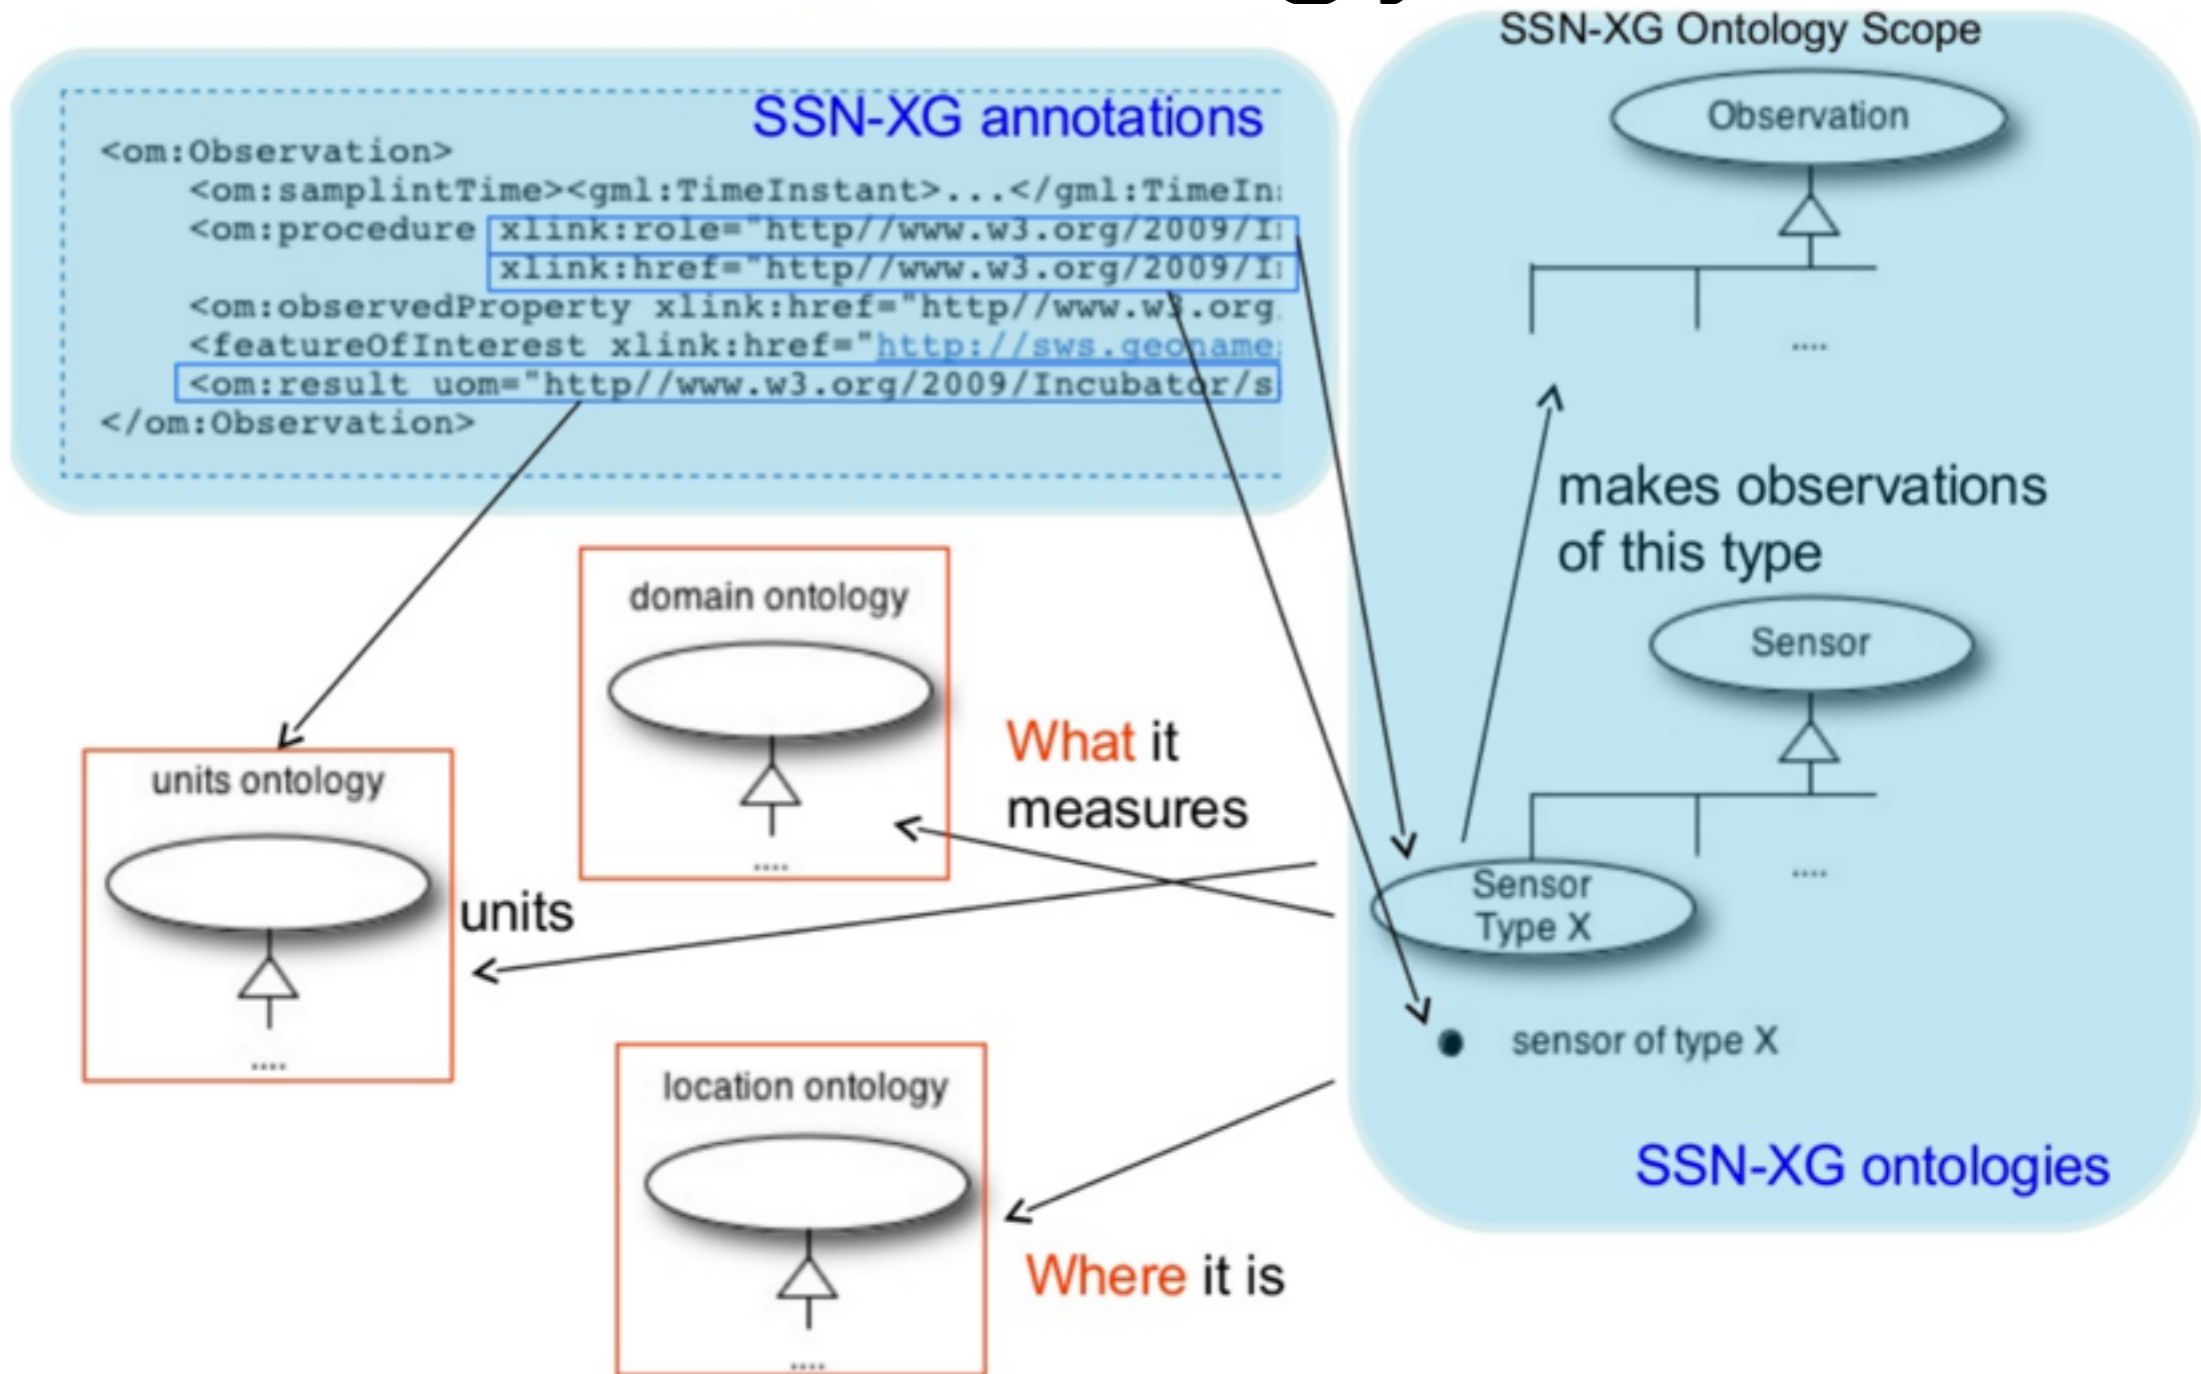 SSN-XG Ontology Scope
SSN-XG annotations
<om:Observation>
<om:samplintTime><gml:TimeInstant>...</gml:TimeIn
<om:procedure xlink:role="http//www.w3.org/2009/I
xlink:href="http//www.w3.org/2009/I
<om:observedProperty xlink:href="http//www.w3.org
<featureOfInterest xlink:href="http://sws.geoname
<om:result uom="http//www.w3.org/2009/Incubator/s
</om:Observation>
Observation
....
makes observations
of this type
Sensor
....
Sensor
Type X
sensor of type X
SSN-XG ontologies
domain ontology
....
What it
measures
units ontology
....
units
location ontology
....
Where it is